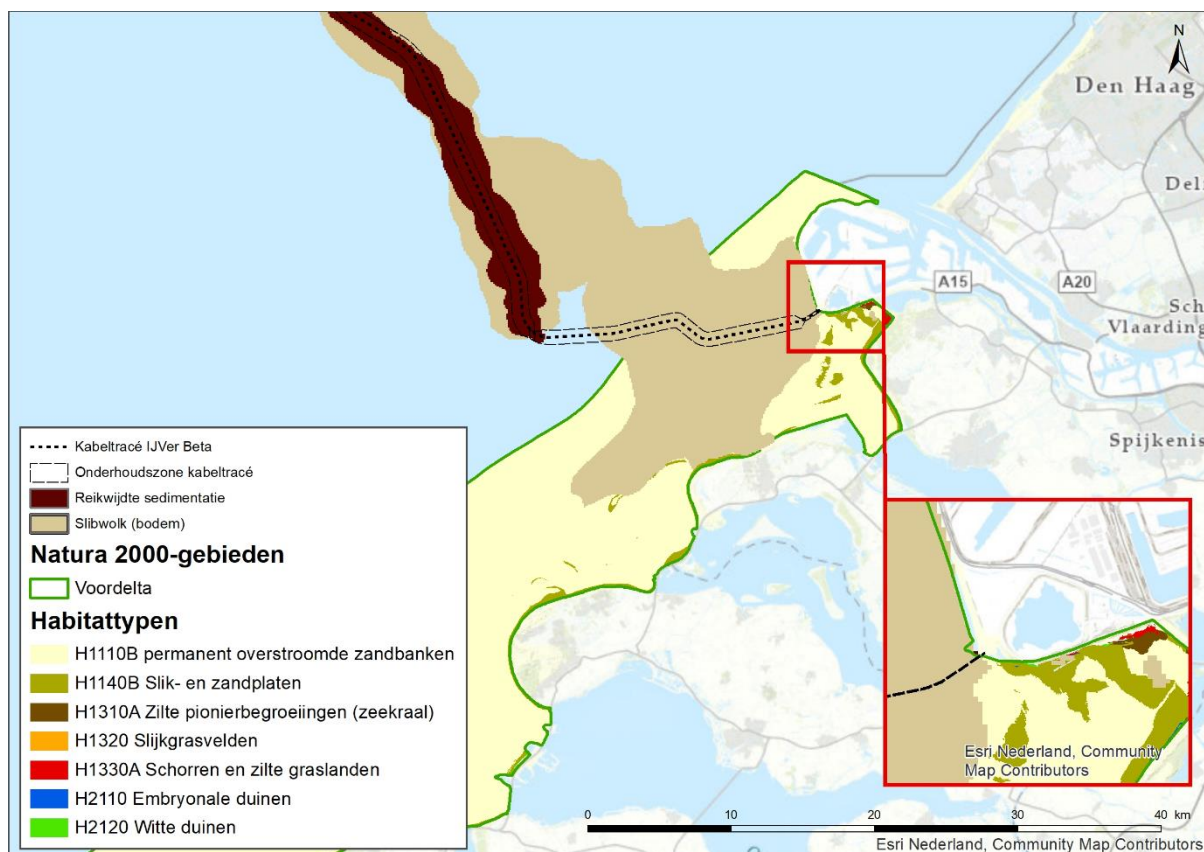 N
Den Haag
Del
A15
A20
Sch
Vlaarding
Spijkenis
Kabeltracé IJVer Beta
Onderhoudszone kabeltracé
Reikwijdte sedimentatie
Slibwolk (bodem)
Natura 2000-gebieden
Voordelta
Habitattypen
H1110B permanent overstroomde zandbanken
H1140B Slik- en zandplaten
H1310A Zilte pionierbegroeiingen (zeekraal)
H1320 Slijkgrasvelden
H1330A Schorren en zilte graslanden
H2110 Embryonale duinen
H2120 Witte duinen
Esri Nederland, Community
Map Contributors
0 10 20 30 40 km
Esri Nederland, Community Map Contributors